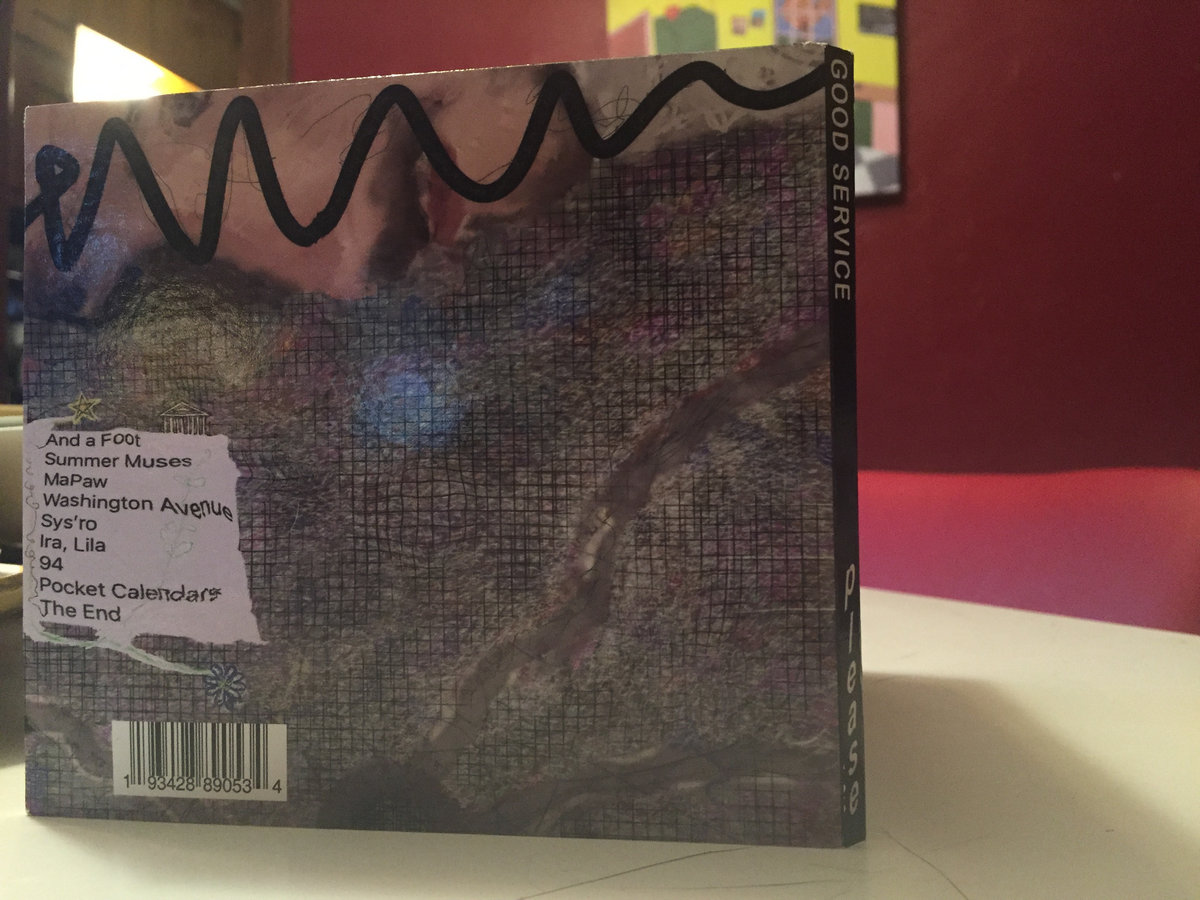 And a Foot
Summer Muses
MaPaw
Washington Avenue
Sys'ro
Ira, Lila
94
Pocket Calendars
The End
1 93428 89053 4
GOOD SERVICE
please